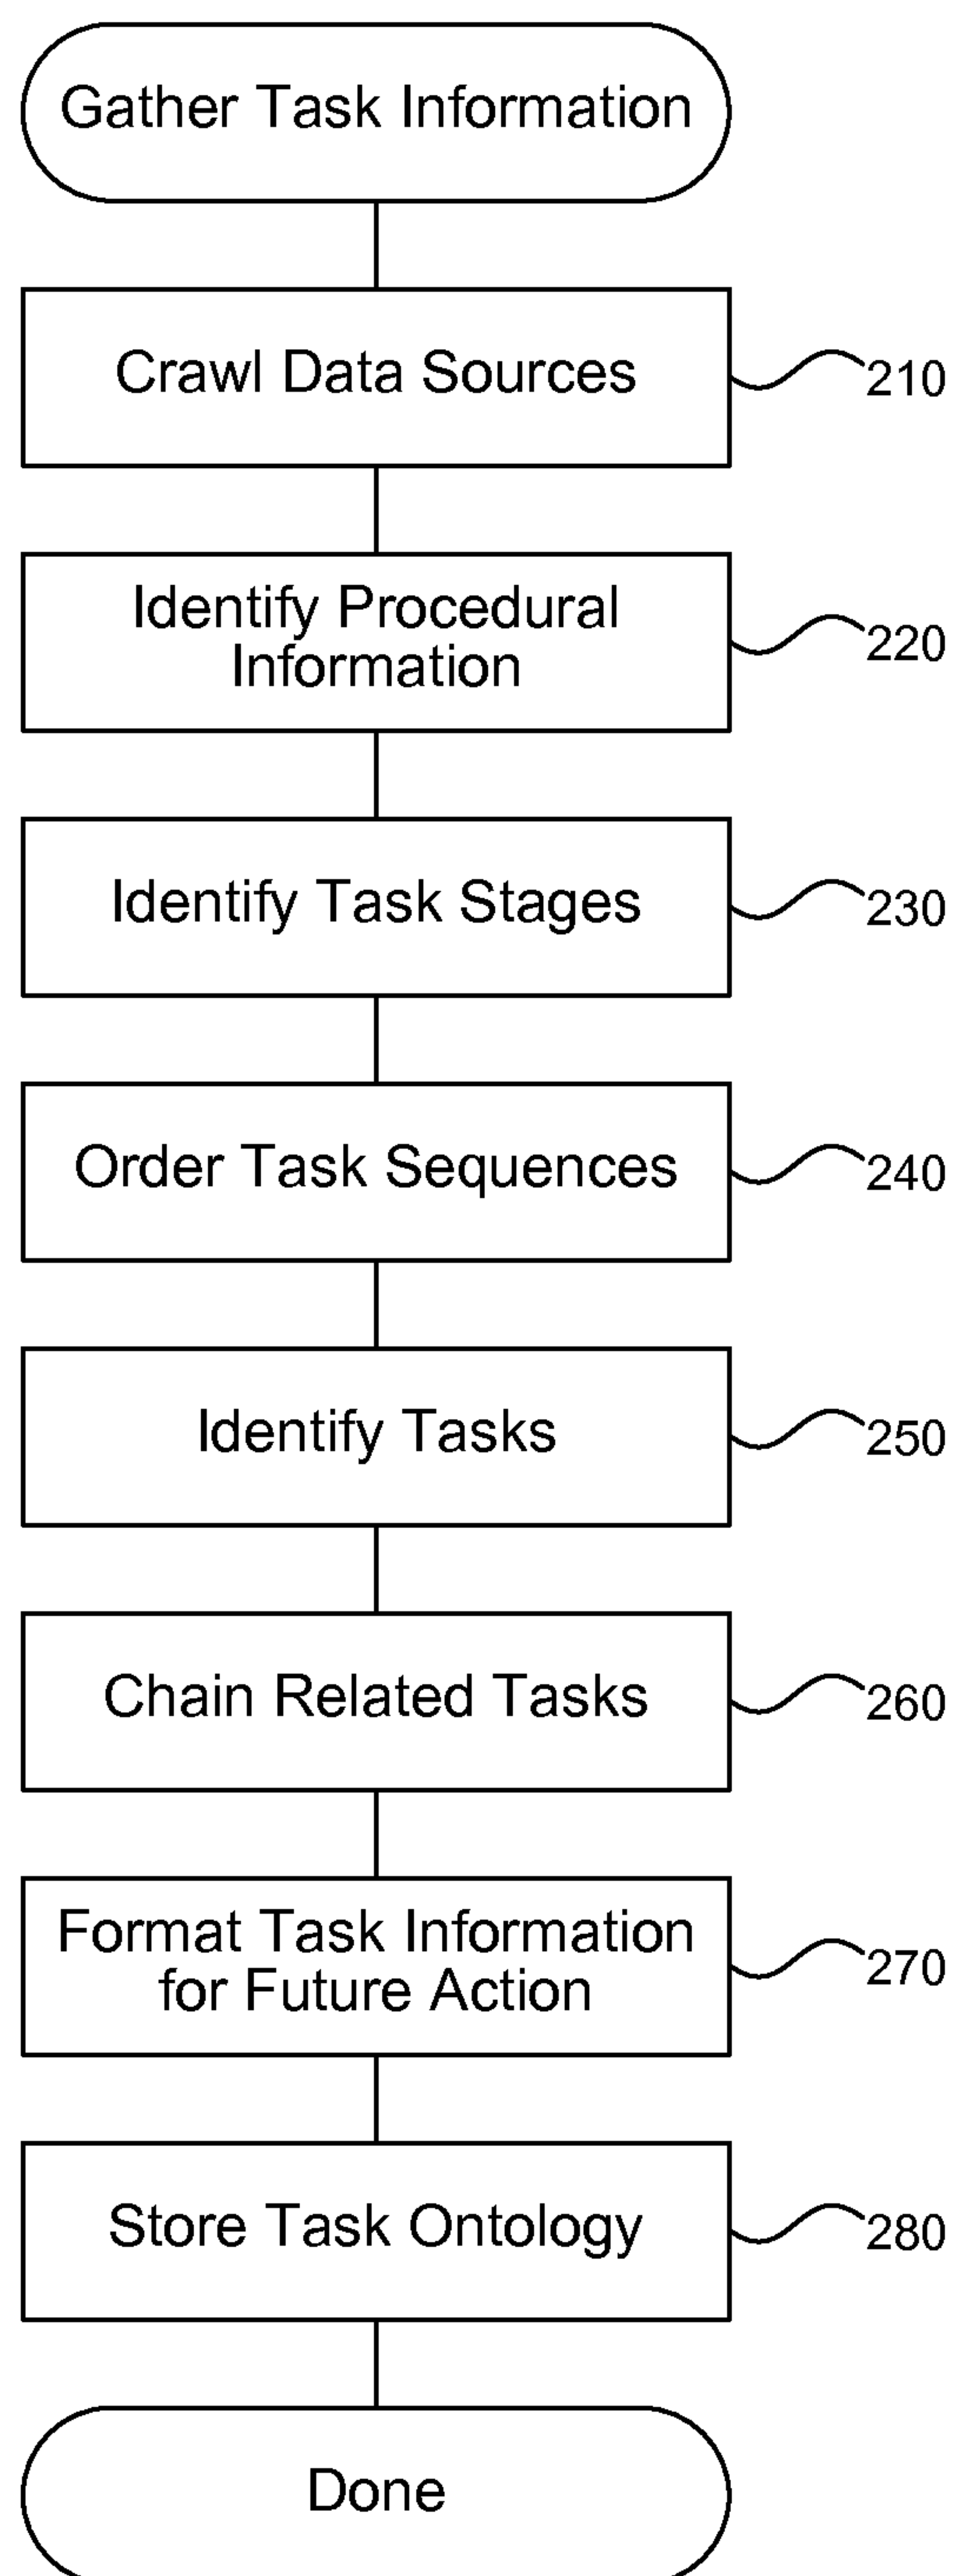 Gather Task Information
Crawl Data Sources
210
Identify Procedural
Information
220
Identify Task Stages
230
Order Task Sequences
240
Identify Tasks
250
Chain Related Tasks
260
Format Task Information
for Future Action
270
Store Task Ontology
280
Done